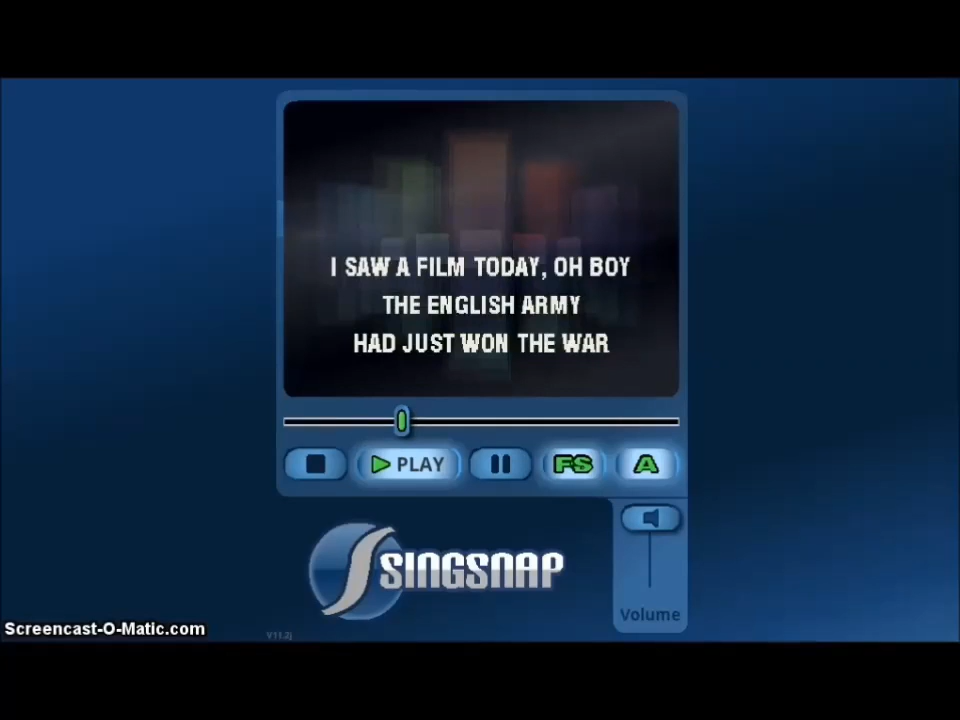 I SAW A FILM TODAY, OH BOY
THE ENGLISH ARMY
HAD JUST WON THE WAR
PLAY
FS
A
SINGSNAP
Volume
Screencast-O-Matic.com